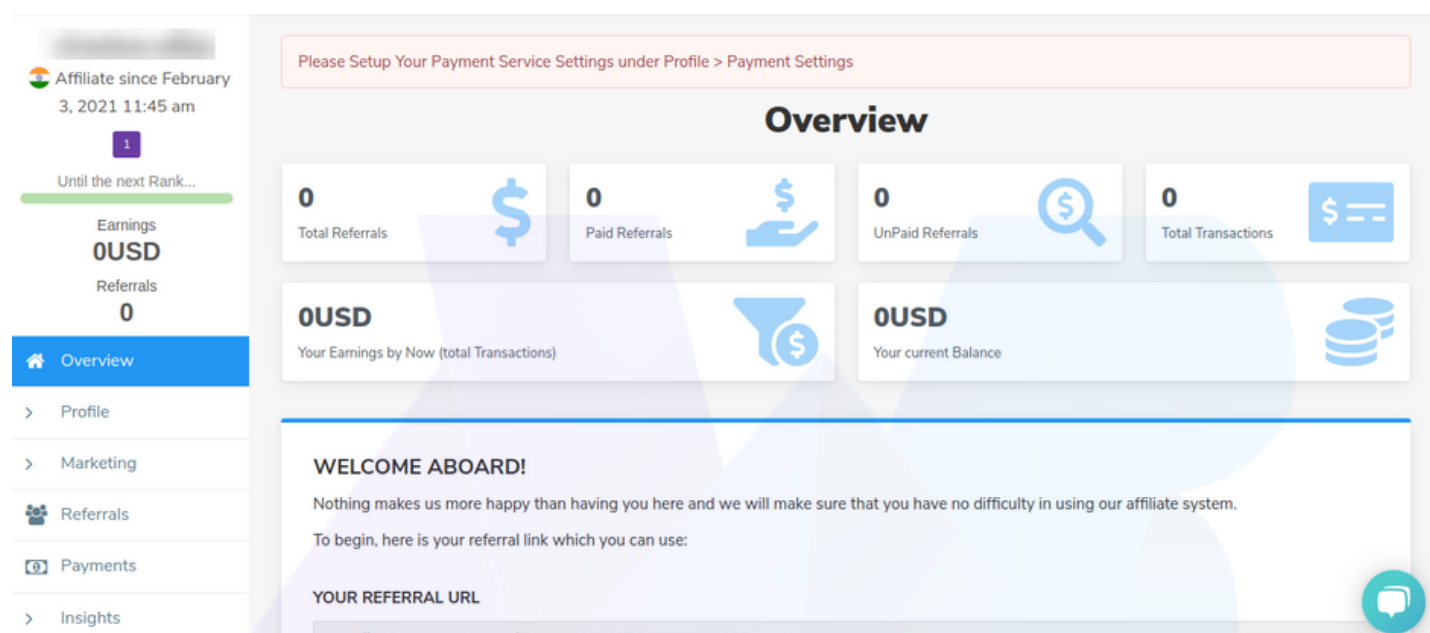 Affiliate since February
3, 2021 11:45 am
1
Until the next Rank...
Earnings
0USD
Referrals
0
Overview
Profile
Marketing
Referrals
Payments
Insights
Please Setup Your Payment Service Settings under Profile > Payment Settings
Overview
0
Total Referrals
0
Paid Referrals
0
UnPaid Referrals
0
Total Transactions
0USD
Your Earnings by Now (total Transactions)
0USD
Your current Balance
WELCOME ABOARD!
Nothing makes us more happy than having you here and we will make sure that you have no difficulty in using our affiliate system.
To begin, here is your referral link which you can use:
YOUR REFERRAL URL